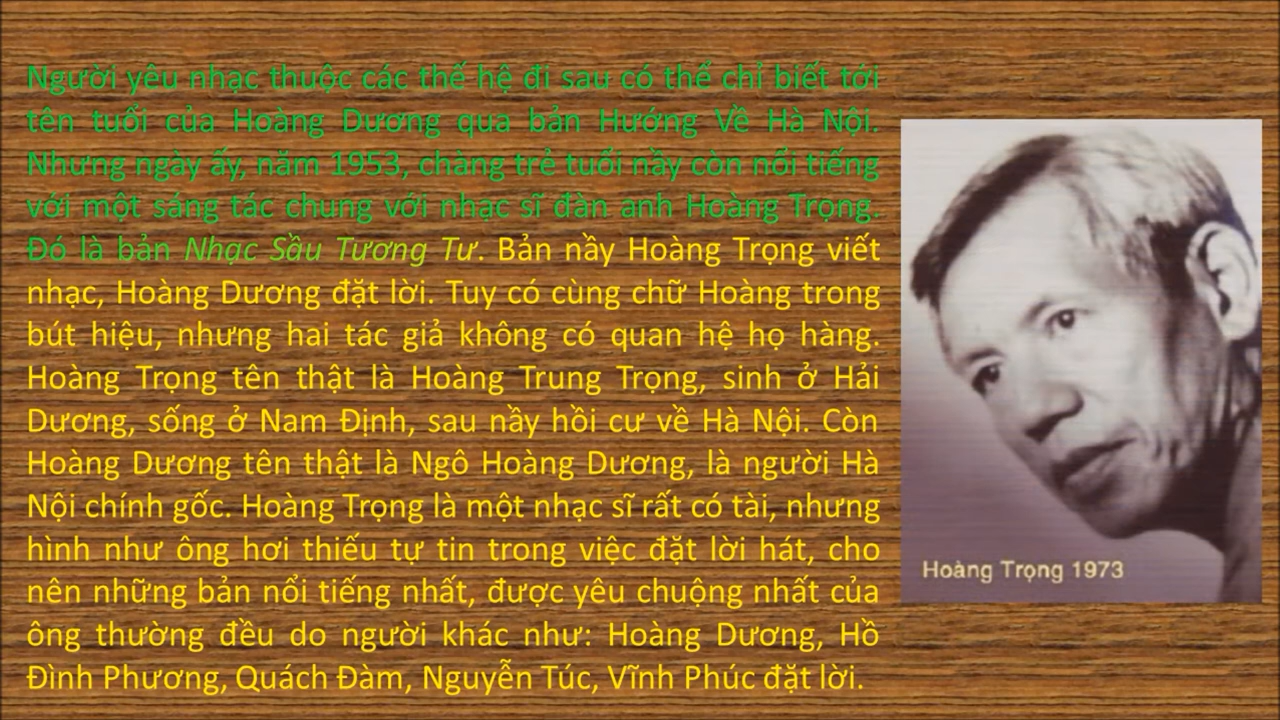 Người yêu nhạc thuộc các thế hệ đi sau có thể chỉ biết tới
tên tuổi của Hoàng Dương qua bản Hướng Về Hà Nội.
Nhưng ngày ấy, năm 1953, chàng trẻ tuổi nầy còn nổi tiếng
với một sáng tác chung với nhạc sĩ đàn anh Hoàng Trọng.
Đó là bản Nhạc Sầu Tương Tư. Bản nầy Hoàng Trọng viết
nhạc, Hoàng Dương đặt lời. Tuy có cùng chữ Hoàng trong
bút hiệu, nhưng hai tác giả không có quan hệ họ hàng.
Hoàng Trọng tên thật là Hoàng Trung Trọng, sinh ở Hải
Dương, sống ở Nam Định, sau nầy hồi cư về Hà Nội. Còn
Hoàng Dương tên thật là Ngô Hoàng Dương, là người Hà
Nội chính gốc. Hoàng Trọng là một nhạc sĩ rất có tài, nhưng
hình như ông hơi thiếu tự tin trong việc đặt lời hát, cho
nên những bản nổi tiếng nhất, được yêu chuộng nhất của
ông thường đều do người khác như: Hoàng Dương, Hồ
Đình Phương, Quách Đàm, Nguyễn Túc, Vĩnh Phúc đặt lời.
Hoàng Trọng 1973